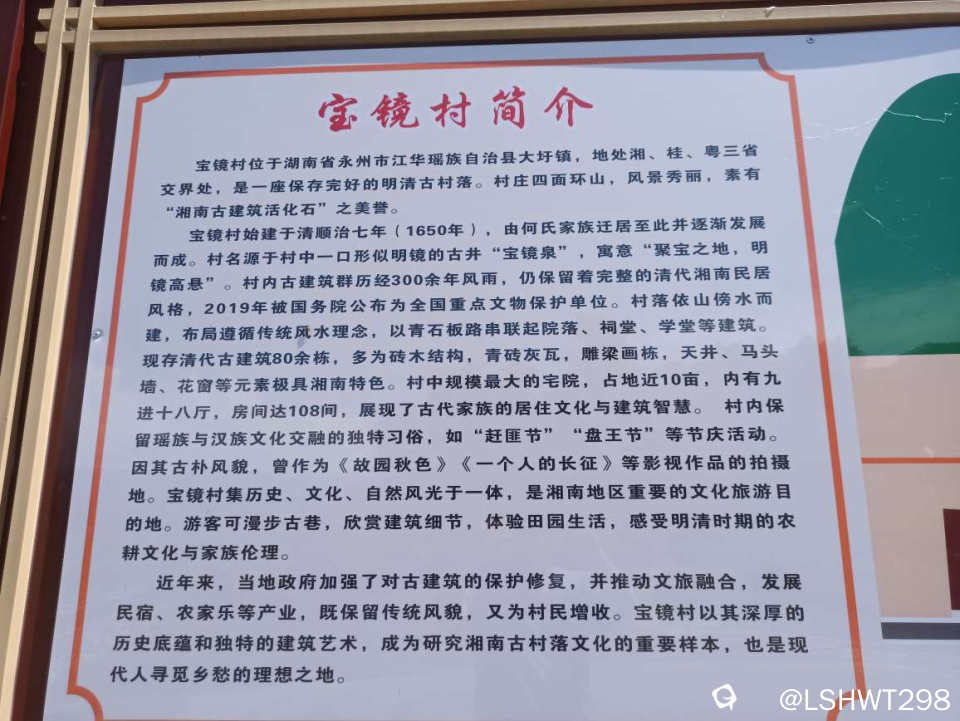 宝镜村简介
宝镜村位于湖南省永州市江华瑶族自治县大圩镇，地处湘、桂、粤三省
交界处，是一座保存完好的明清古村落。村庄四面环山，风景秀丽，素有
“湘南古建筑活化石”之美誉。
宝镜村始建于清顺治七年（1650年），由何氏家族迁居至此并逐渐发展
而成。村名源于村中一口形似明镜的古井“宝镜泉”，寓意“聚宝之地，明
镜高悬”。村内古建筑群历经300余年风雨，仍保留着完整的清代湘南民居
风格，2019年被国务院公布为全国重点文物保护单位。村落依山傍水而
建，布局遵循传统风水理念，以青石板路串联起院落、祠堂、学堂等建筑。
现存清代古建筑80余栋，多为砖木结构，青砖灰瓦，雕梁画栋，天井、马头
墙、花窗等元素极具湘南特色。村中规模最大的宅院，占地近10亩，内有九
进十八厅，房间达108间，展现了古代家族的居住文化与建筑智慧。 村内保
留瑶族与汉族文化交融的独特习俗，如“赶匪节”“盘王节”等节庆活动。
因其古朴风貌，曾作为《故园秋色》《一个人的长征》等影视作品的拍摄
地。宝镜村集历史、文化、自然风光于一体，是湘南地区重要的文化旅游目
的地。游客可漫步古巷，欣赏建筑细节，体验田园生活，感受明清时期的农
耕文化与家族伦理。
近年来，当地政府加强了对古建筑的保护修复，并推动文旅融合，发展
民宿、农家乐等产业，既保留传统风貌，又为村民增收。宝镜村以其深厚的
历史底蕴和独特的建筑艺术，成为研究湘南古村落文化的重要样本，也是现
代人寻觅乡愁的理想之地。
@LSHWT298